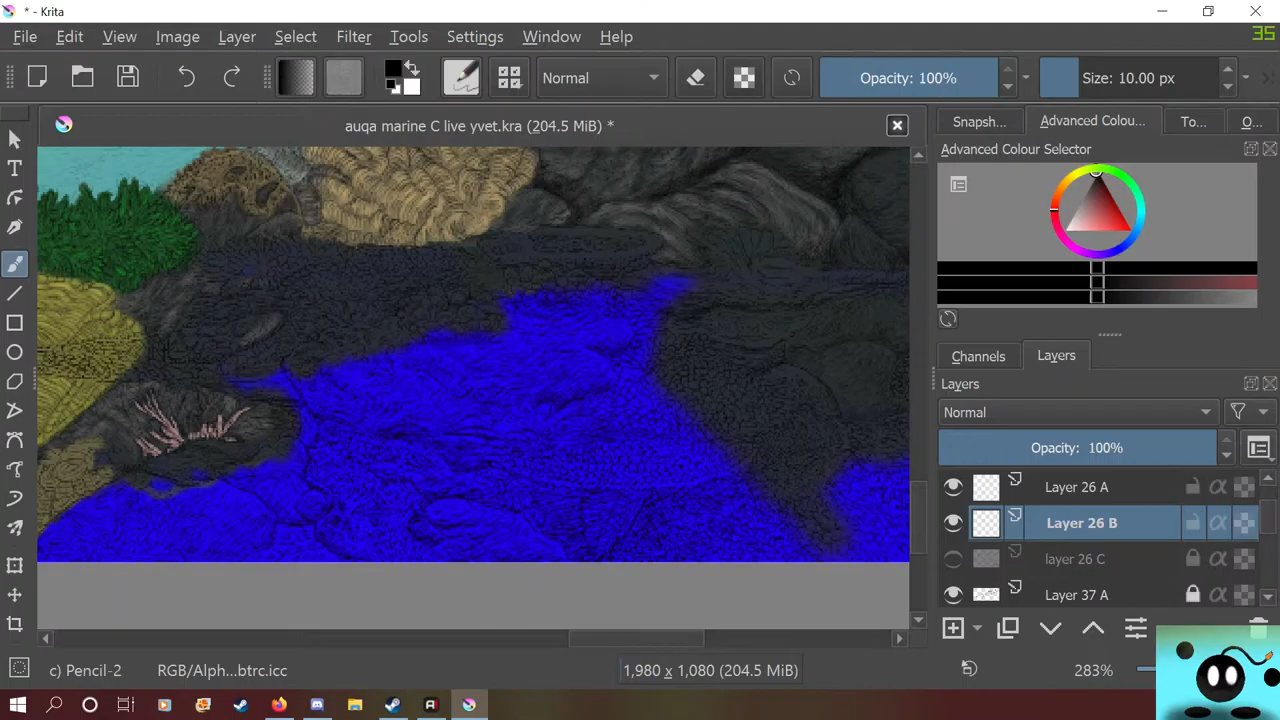 * - Krita
File Edit View Image Layer Select Filter Tools Settings Window Help
35
Normal
Opacity: 100%
Size: 10.00 px
auqa marine C live yvet.kra (204.5 MiB) *
Snapsh...
Advanced Colou...
To...
O...
Advanced Colour Selector
Channels
Layers
Layers
Normal
Opacity: 100%
Layer 26 A
Layer 26 B
layer 26 C
Layer 37 A
c) Pencil-2
RGB/Alph...btrc.icc
1,980 x 1,080 (204.5 MiB)
283%